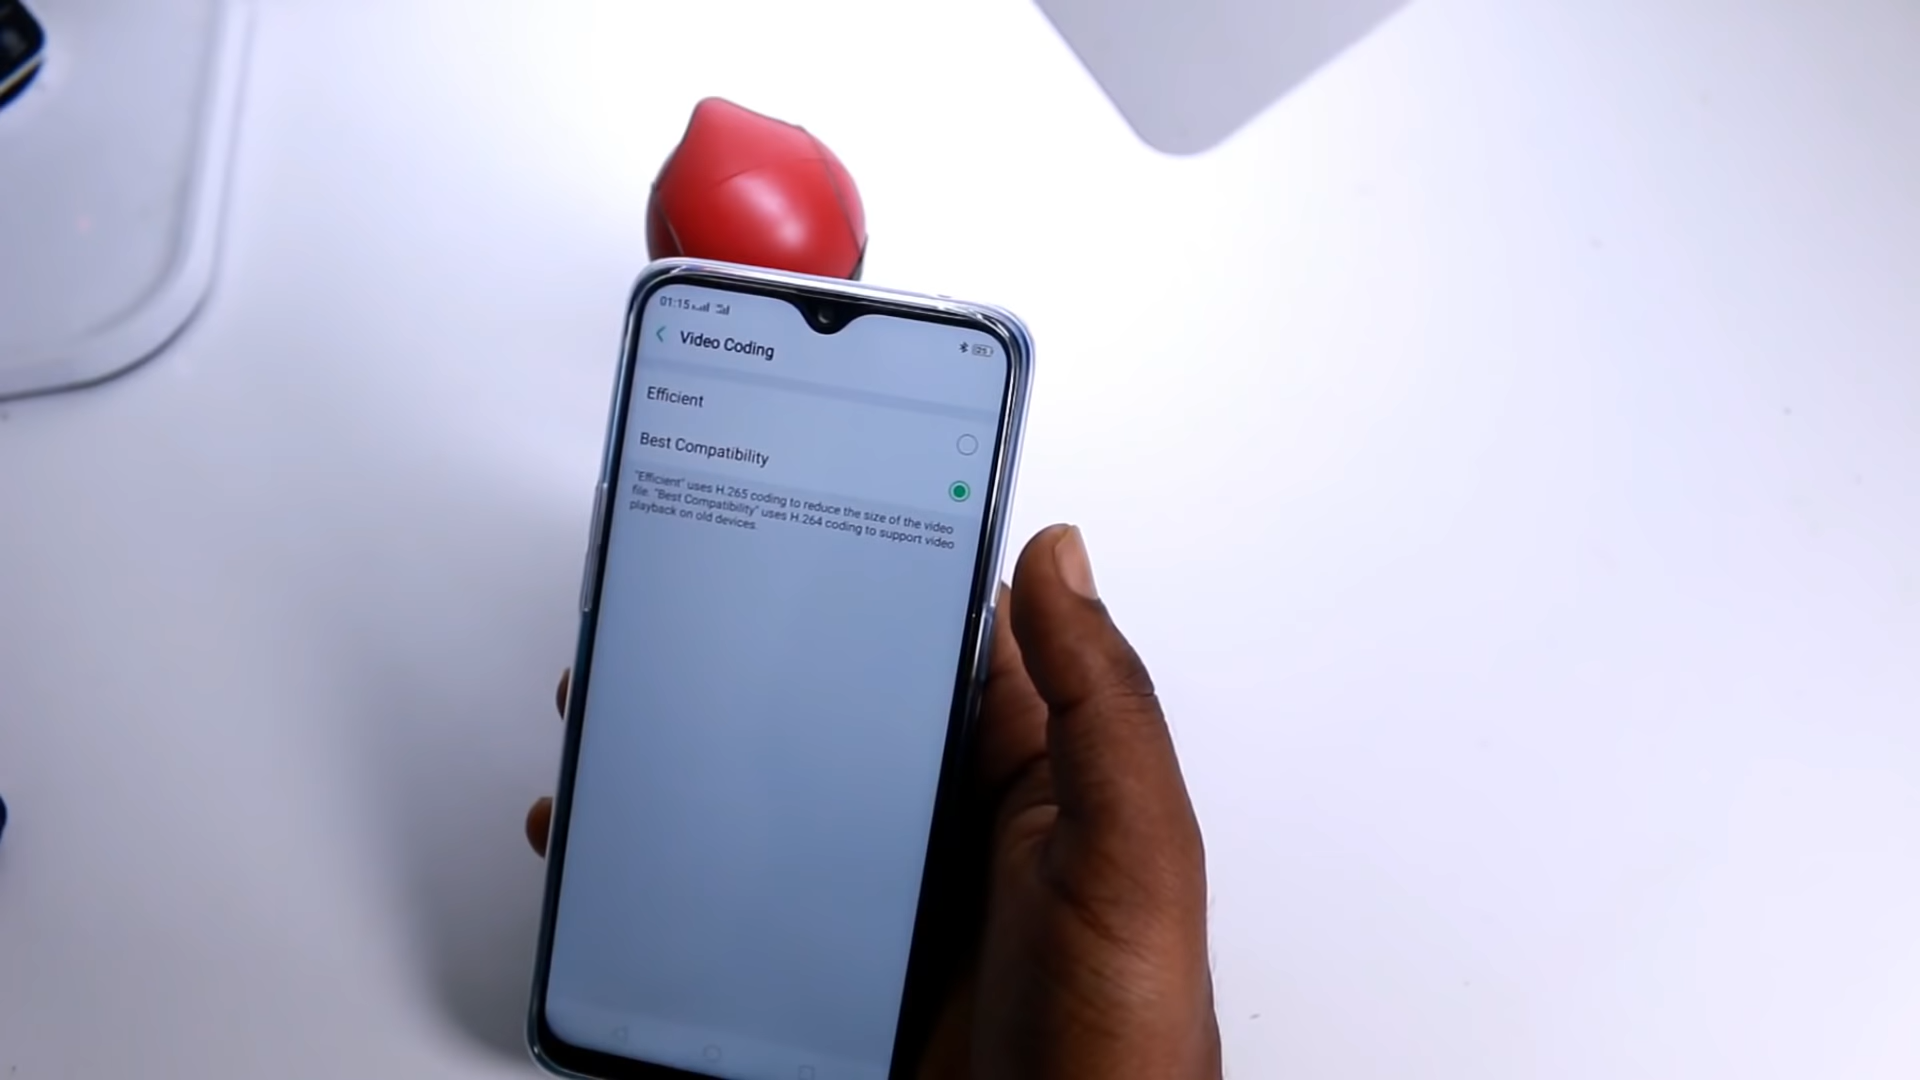 01:15
Video Coding
Efficient
Best Compatibility
"Efficient" uses H.265 coding to reduce the size of the video
file. "Best Compatibility" uses H.264 coding to support video
playback on old devices.